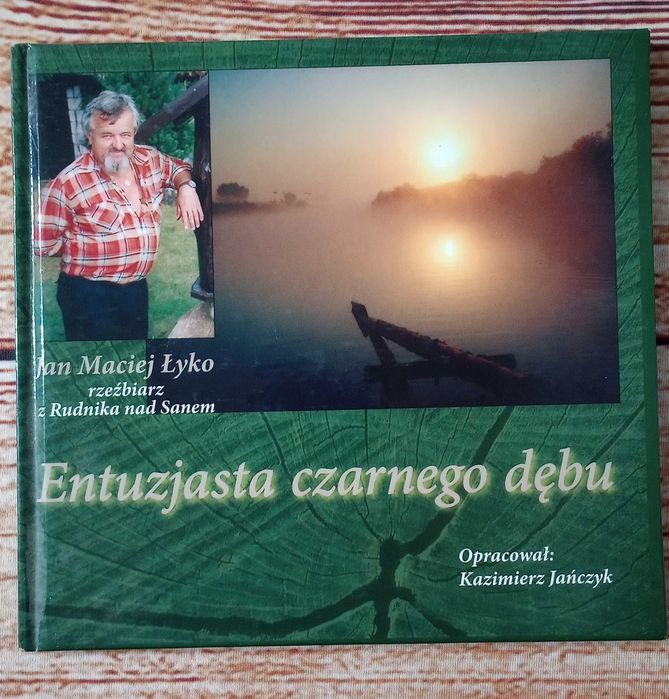 Jan Maciej Łyko
rzeźbiarz
z Rudnika nad Sanem
Entuzjasta czarnego dębu
Opracował:
Kazimierz Jańczyk